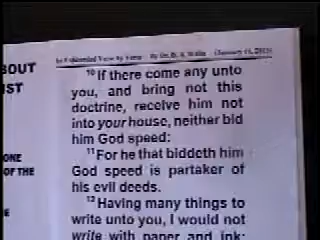 10 If there come any unto
you, and bring not this
doctrine, receive him not
into your house, neither bid
him God speed:
11 For he that biddeth him
God speed is partaker of
his evil deeds.
12 Having many things to
write unto you, I would not
write with paper and ink:
BOUT
IST
ONE
OF THE